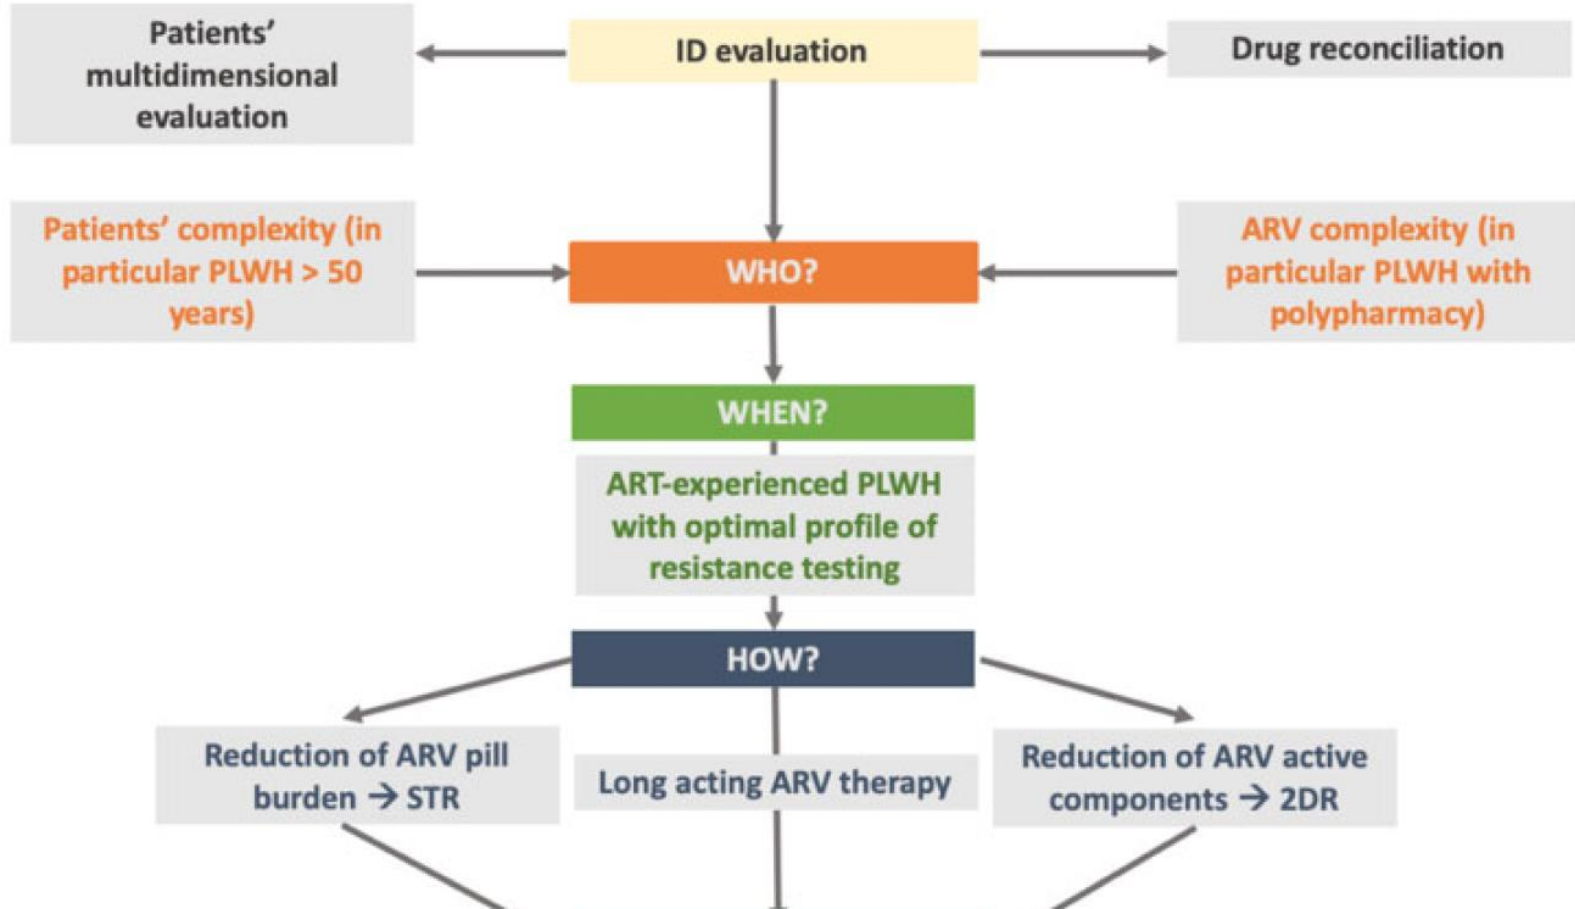 Patients’
multidimensional
evaluation
ID evaluation
Drug reconciliation
Patients’ complexity (in
particular PLWH > 50
years)
WHO?
ARV complexity (in
particular PLWH with
polypharmacy)
WHEN?
ART-experienced PLWH
with optimal profile of
resistance testing
HOW?
Reduction of ARV pill
burden → STR
Long acting ARV therapy
Reduction of ARV active
components → 2DR